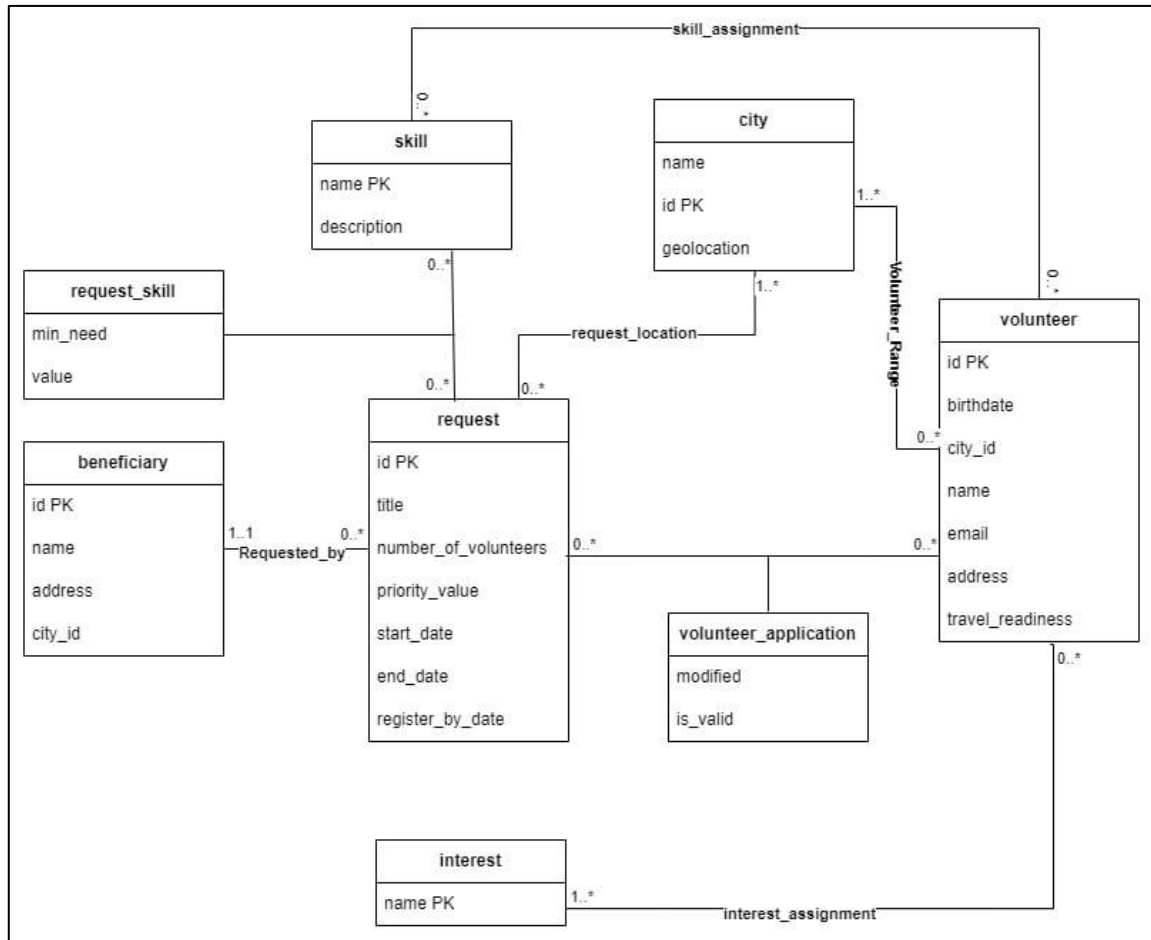 skill_assignment
0..*
skill
name PK
description
0..*
city
name
id PK
geolocation
1..*
1..*
Volunteer_Range
request_skill
min_need
value
request_location
0..*
0..*
0..*
volunteer
id PK
birthdate
city_id
name
email
address
travel_readiness
0..*
0..*
0..*
beneficiary
id PK
name
address
city_id
1..1
Requested_by
0..*
request
id PK
title
number_of_volunteers
priority_value
start_date
end_date
register_by_date
0..*
volunteer_application
modified
is_valid
interest
name PK
1..*
interest_assignment